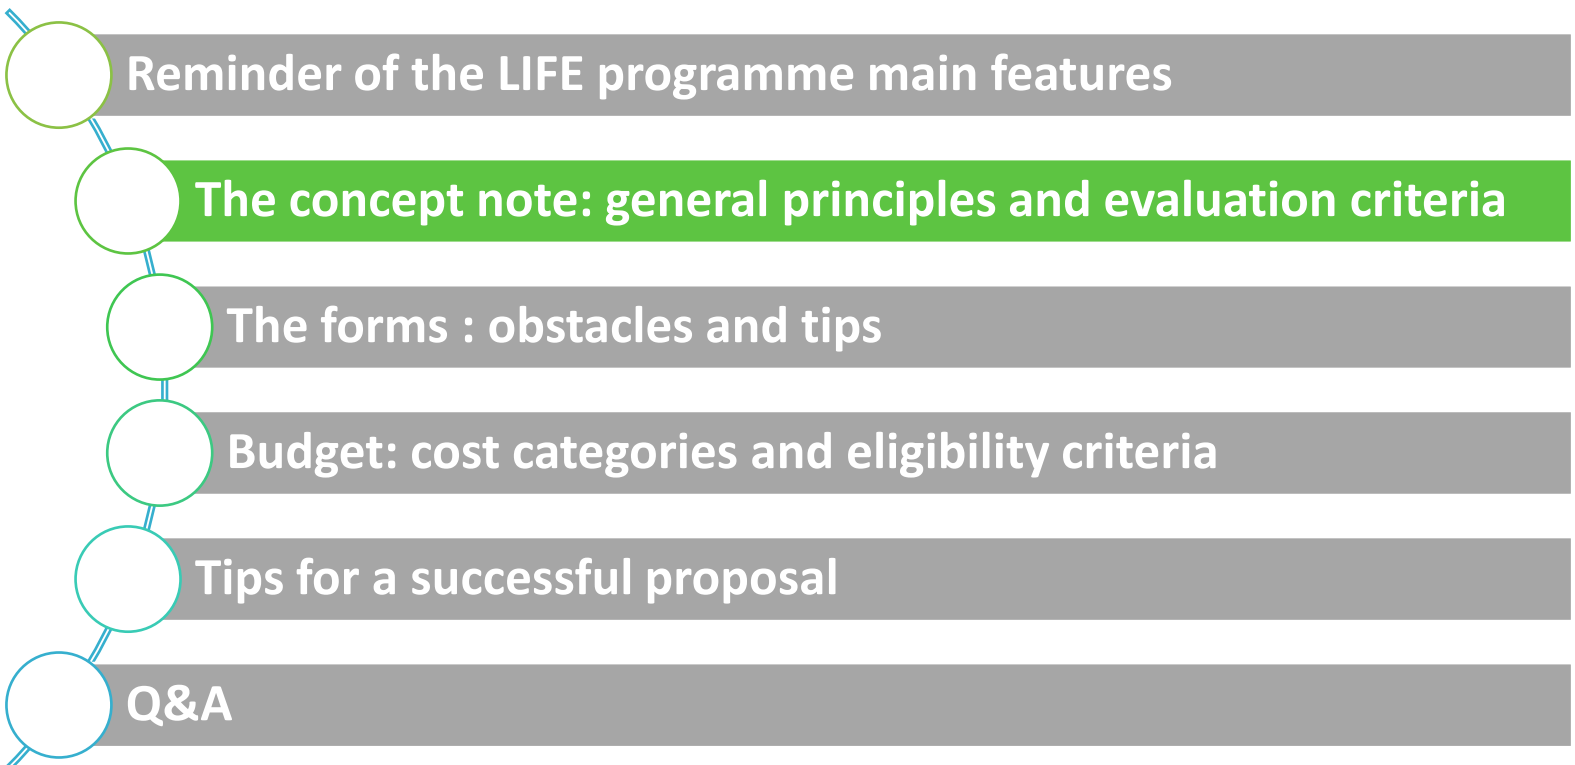 Reminder of the LIFE programme main features
The concept note: general principles and evaluation criteria
The forms : obstacles and tips
Budget: cost categories and eligibility criteria
Tips for a successful proposal
Q&A